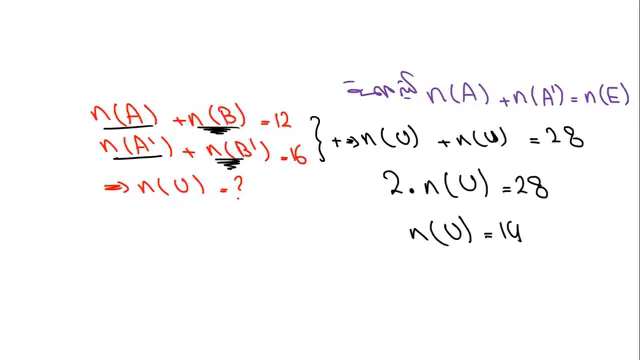 n(A) + n(B) = 12
n(A') + n(B') = 16
⇒ n(U) = ?
n(A) + n(A') = n(E)
+ ⇒ n(U) + n(U) = 28
2 . n(U) = 28
n(U) = 14